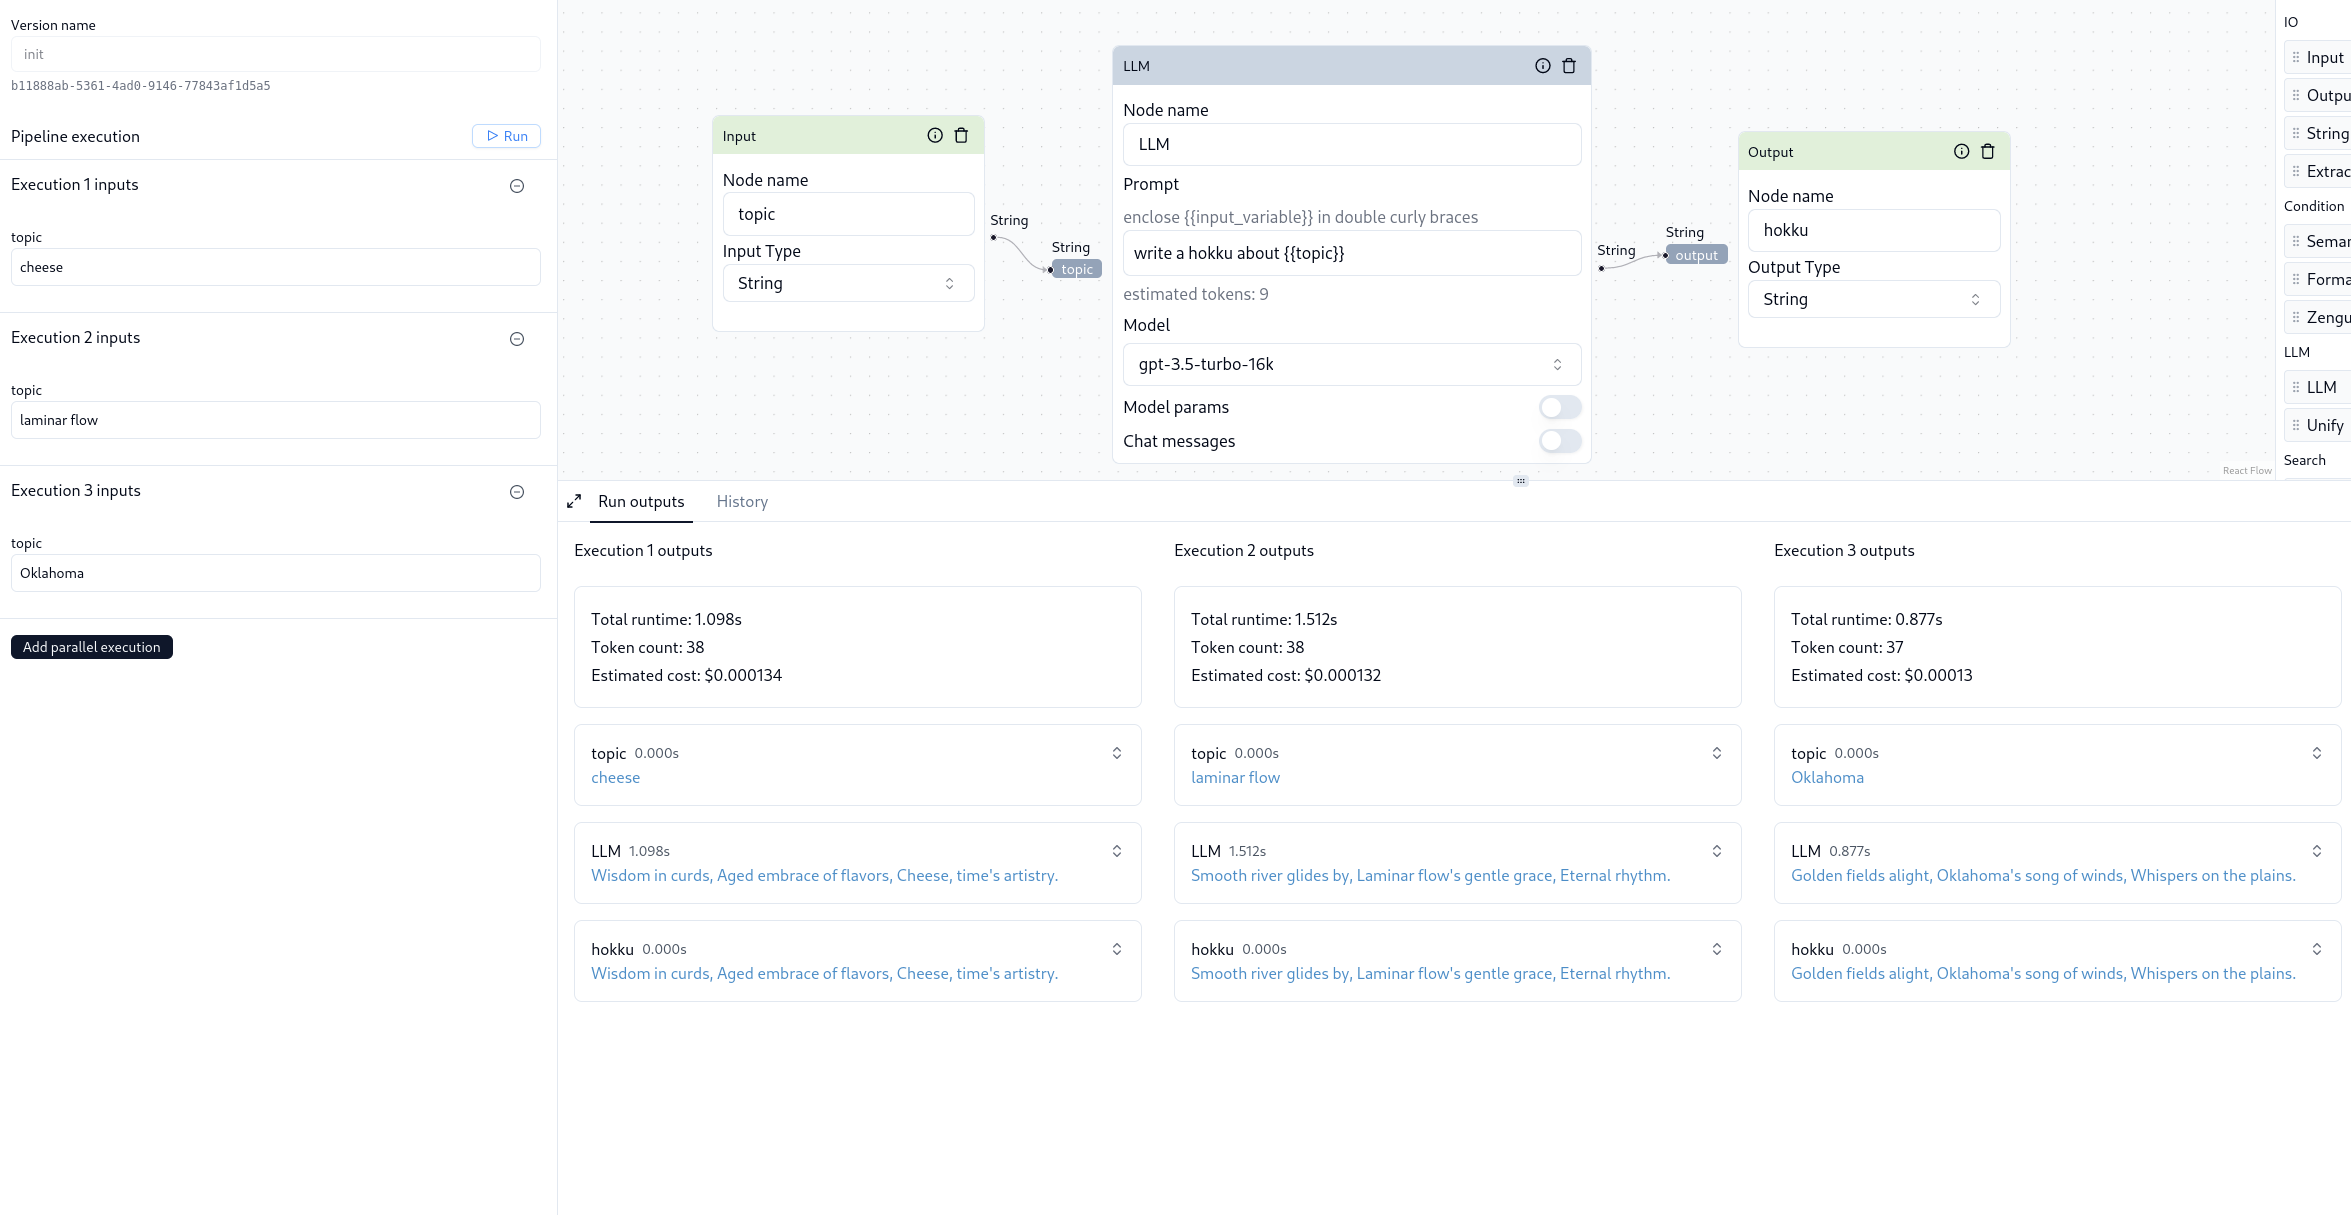 Version name
init
b11888ab-5361-4ad0-9146-77843af1d5a5
Pipeline execution
Run
Execution 1 inputs
topic
cheese
Execution 2 inputs
topic
laminar flow
Execution 3 inputs
topic
Oklahoma
Add parallel execution
Input
Node name
topic
Input Type
String
String
String
topic
LLM
Node name
LLM
Prompt
enclose {{input_variable}} in double curly braces
write a hokku about {{topic}}
estimated tokens: 9
Model
gpt-3.5-turbo-16k
Model params
Chat messages
String
String
output
Output
Node name
hokku
Output Type
String
React Flow
IO
Input
Outpu
String
Extrac
Condition
Seman
Forma
Zengu
LLM
LLM
Unify
Search
Run outputs
History
Execution 1 outputs
Total runtime: 1.098s
Token count: 38
Estimated cost: $0.000134
topic 0.000s
cheese
LLM 1.098s
Wisdom in curds, Aged embrace of flavors, Cheese, time's artistry.
hokku 0.000s
Wisdom in curds, Aged embrace of flavors, Cheese, time's artistry.
Execution 2 outputs
Total runtime: 1.512s
Token count: 38
Estimated cost: $0.000132
topic 0.000s
laminar flow
LLM 1.512s
Smooth river glides by, Laminar flow's gentle grace, Eternal rhythm.
hokku 0.000s
Smooth river glides by, Laminar flow's gentle grace, Eternal rhythm.
Execution 3 outputs
Total runtime: 0.877s
Token count: 37
Estimated cost: $0.00013
topic 0.000s
Oklahoma
LLM 0.877s
Golden fields alight, Oklahoma's song of winds, Whispers on the plains.
hokku 0.000s
Golden fields alight, Oklahoma's song of winds, Whispers on the plains.